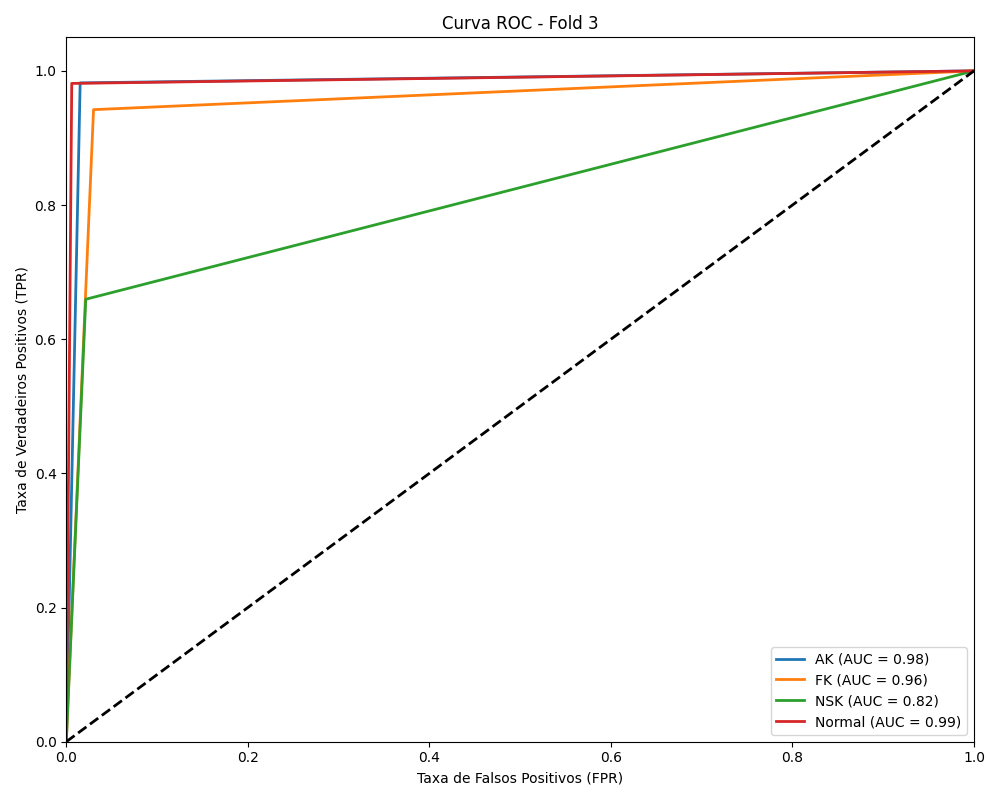 Curva ROC - Fold 3
1.0
0.8
0.6
0.4
0.2
0.0
Taxa de Verdadeiros Positivos (TPR)
AK (AUC = 0.98)
FK (AUC = 0.96)
NSK (AUC = 0.82)
Normal (AUC = 0.99)
0.0 0.2 0.4 0.6 0.8 1.0
Taxa de Falsos Positivos (FPR)